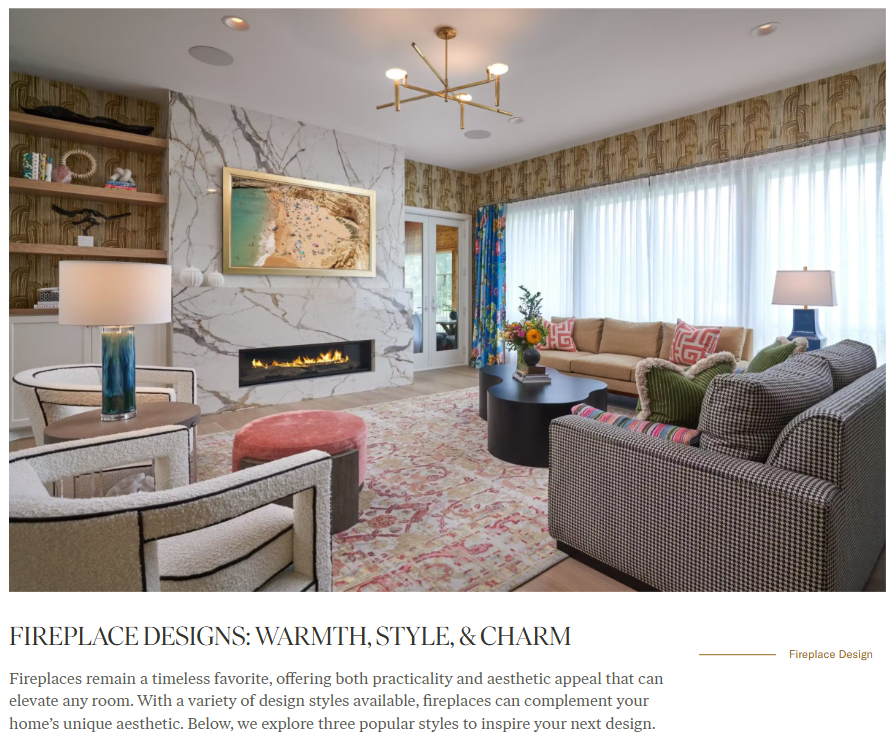 FIREPLACE DESIGNS: WARMTH, STYLE, & CHARM
Fireplace Design
Fireplaces remain a timeless favorite, offering both practicality and aesthetic appeal that can
elevate any room. With a variety of design styles available, fireplaces can complement your
home’s unique aesthetic. Below, we explore three popular styles to inspire your next design.